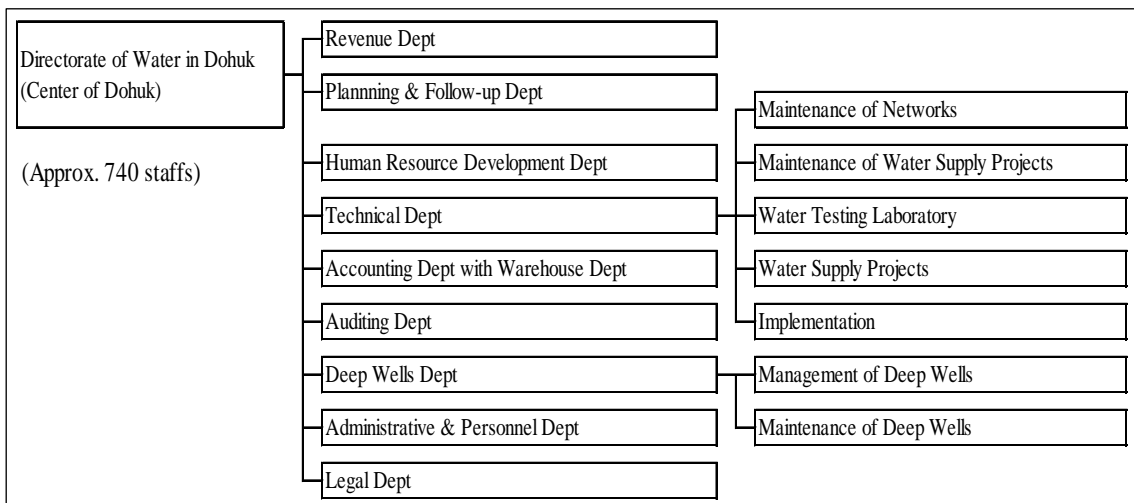 Directorate of Water in Dohuk
(Center of Dohuk)
(Approx. 740 staffs)
Revenue Dept
Plannning & Follow-up Dept
Human Resource Development Dept
Technical Dept
Accounting Dept with Warehouse Dept
Auditing Dept
Deep Wells Dept
Administrative & Personnel Dept
Legal Dept
Maintenance of Networks
Maintenance of Water Supply Projects
Water Testing Laboratory
Water Supply Projects
Implementation
Management of Deep Wells
Maintenance of Deep Wells